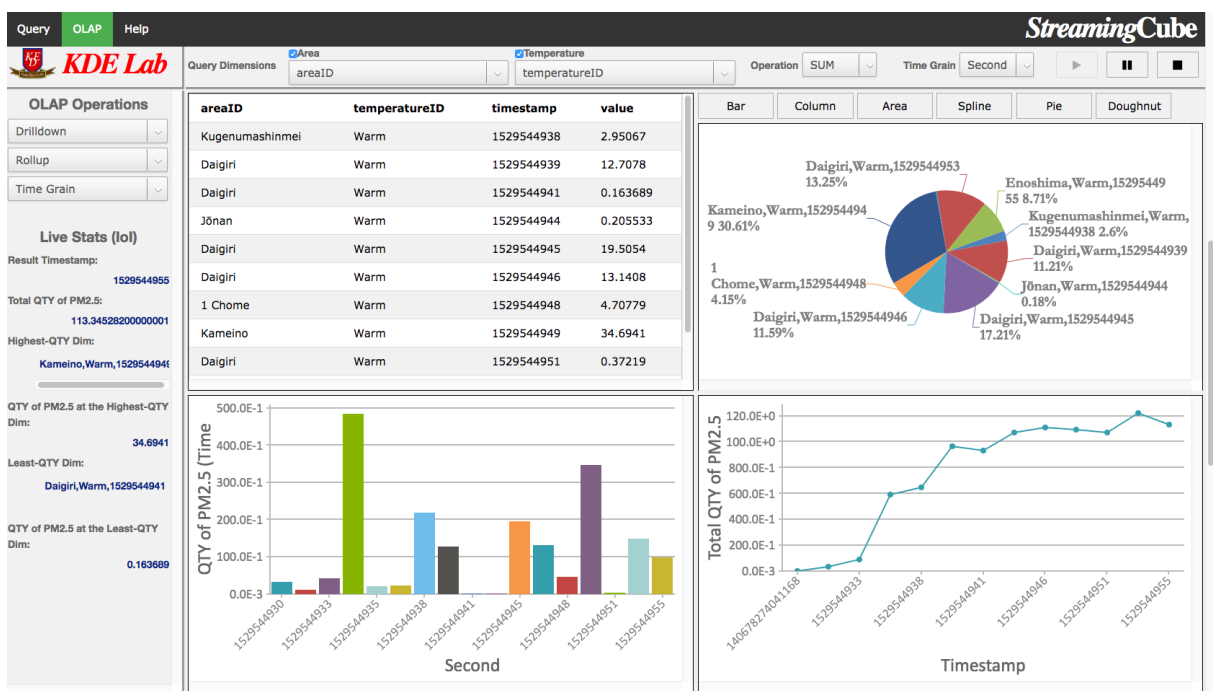 Query OLAP Help StreamingCube
KDE Lab
Query Dimensions
Area
areaID
Temperature
temperatureID
Operation SUM Time Grain Second
OLAP Operations
Drilldown
Rollup
Time Grain
Live Stats (lol)
Result Timestamp:
1529544955
Total QTY of PM2.5:
113.34528200000001
Highest-QTY Dim:
Kameino,Warm,1529544949
QTY of PM2.5 at the Highest-QTY
Dim:
34.6941
Least-QTY Dim:
Daigiri,Warm,1529544941
QTY of PM2.5 at the Least-QTY
Dim:
0.163689
areaID temperatureID timestamp value
Kugenumashinmei Warm 1529544938 2.95067
Daigiri Warm 1529544939 12.7078
Daigiri Warm 1529544941 0.163689
Jōnan Warm 1529544944 0.205533
Daigiri Warm 1529544945 19.5054
Daigiri Warm 1529544946 13.1408
1 Chome Warm 1529544948 4.70779
Kameino Warm 1529544949 34.6941
Daigiri Warm 1529544951 0.37219
Bar Column Area Spline Pie Doughnut
Daigiri,Warm,1529544953
13.25%
Enoshima,Warm,15295449
55 8.71%
Kugenumashinmei,Warm,
1529544938 2.6%
Daigiri,Warm,1529544939
11.21%
Jōnan,Warm,1529544944
0.18%
Daigiri,Warm,1529544945
17.21%
Daigiri,Warm,1529544946
11.59%
1
Chome,Warm,1529544948
4.15%
Kameino,Warm,152954494
9 30.61%
QTY of PM2.5 (Time
500.0E-1
400.0E-1
300.0E-1
200.0E-1
100.0E-1
0.0E-3
1529544930 1529544933 1529544935 1529544938 1529544941 1529544945 1529544948 1529544951 1529544955
Second
Total QTY of PM2.5
120.0E+0
100.0E+0
800.0E-1
600.0E-1
400.0E-1
200.0E-1
0.0E-3
140678274041168 1529544933 1529544938 1529544941 1529544946 1529544951 1529544955
Timestamp